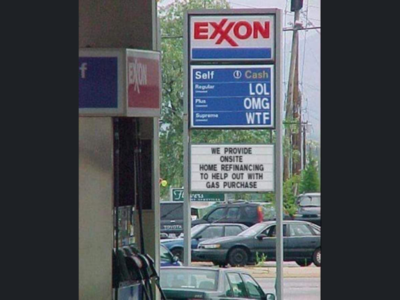 EXXON
Self Cash
Regular LOL
Plus OMG
Supreme WTF
WE PROVIDE
ONSITE
HOME REFINANCING
TO HELP OUT WITH
GAS PURCHASE
EXXON
f